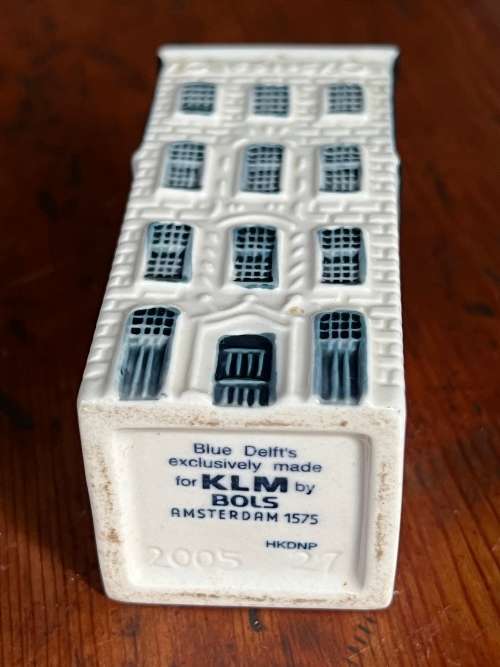 Blue Delft's
exclusively made
for KLM by
BOLS
AMSTERDAM 1575
HKDNP
2005 27